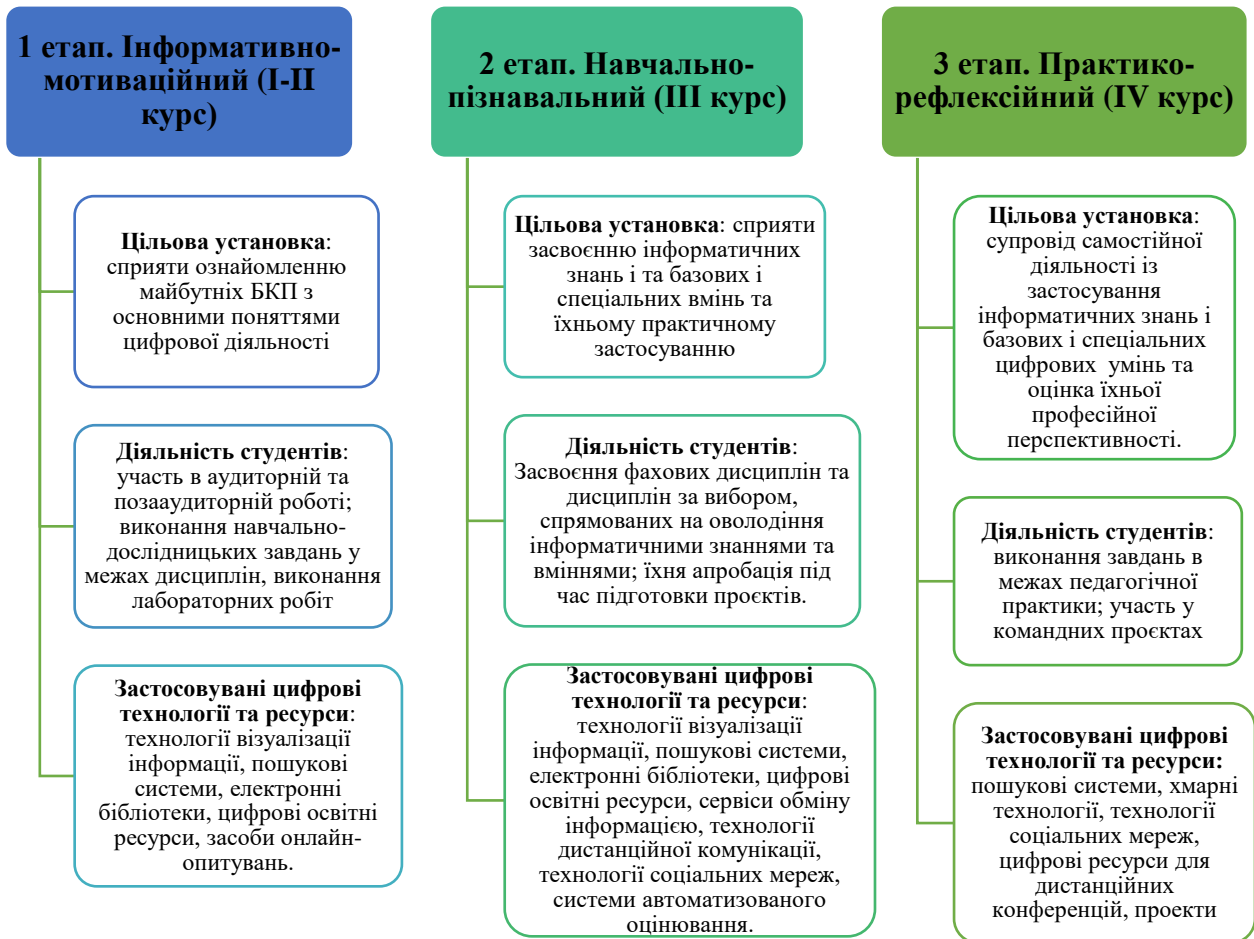 1 етап. Інформативно-
мотиваційний (І-ІІ
курс)
Цільова установка:
сприяти ознайомленню
майбутніх БКП з
основними поняттями
цифрової діяльності
Діяльність студентів:
участь в аудиторній та
позааудиторній роботі;
виконання навчально-
дослідницьких завдань у
межах дисциплін, виконання
лабораторних робіт
Застосовувані цифрові
технології та ресурси:
технології візуалізації
інформації, пошукові
системи, електронні
бібліотеки, цифрові освітні
ресурси, засоби онлайн-
опитувань.
2 етап. Навчально-
пізнавальний (ІІІ курс)
Цільова установка: сприяти
засвоєнню інформатичних
знань і та базових і
спеціальних вмінь та
їхньому практичному
застосуванню
Діяльність студентів:
Засвоєння фахових дисциплін та
дисциплін за вибором,
спрямованих на оволодіння
інформатичними знаннями та
вміннями; їхня апробація під
час підготовки проєктів.
Застосовувані цифрові
технології та ресурси:
технології візуалізації
інформації, пошукові системи,
електронні бібліотеки, цифрові
освітні ресурси, сервіси обміну
інформацією, технології
дистанційної комунікації,
технології соціальних мереж,
системи автоматизованого
оцінювання.
3 етап. Практико-
рефлексійний (IV курс)
Цільова установка:
супровід самостійної
діяльності із
застосування
інформатичних знань і
базових і спеціальних
цифрових умінь та
оцінка їхньої
професійної
перспективності.
Діяльність студентів:
виконання завдань в
межах педагогічної
практики; участь у
командних проєктах
Застосовувані цифрові
технології та ресурси:
пошукові системи, хмарні
технології, технології
соціальних мереж,
цифрові ресурси для
дистанційних
конференцій, проекти